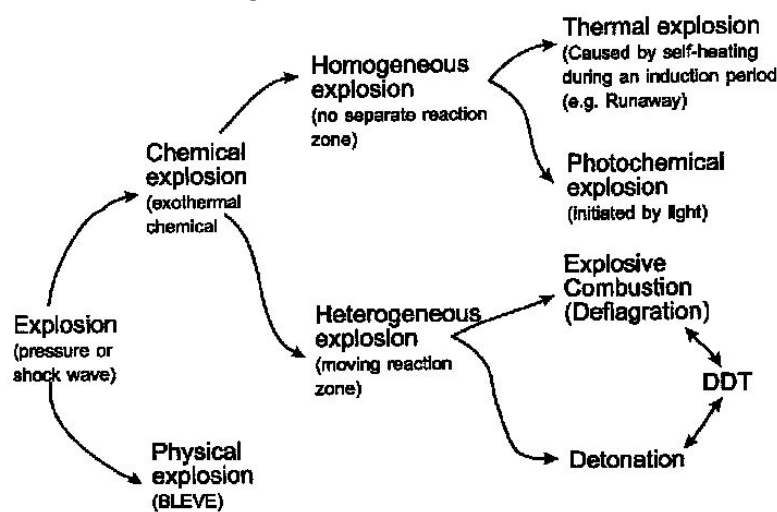 Thermal explosion
(Caused by self-heating
during an induction period
(e.g. Runaway)
Homogeneous
explosion
(no separate reaction
zone)
Chemical
explosion
(exothermal
chemical
Photochemical
explosion
(initiated by light)
Explosive
Combustion
(Deflagration)
Explosion
(pressure or
shock wave)
Heterogeneous
explosion
(moving reaction
zone)
DDT
Physical
explosion
(BLEVE)
Detonation